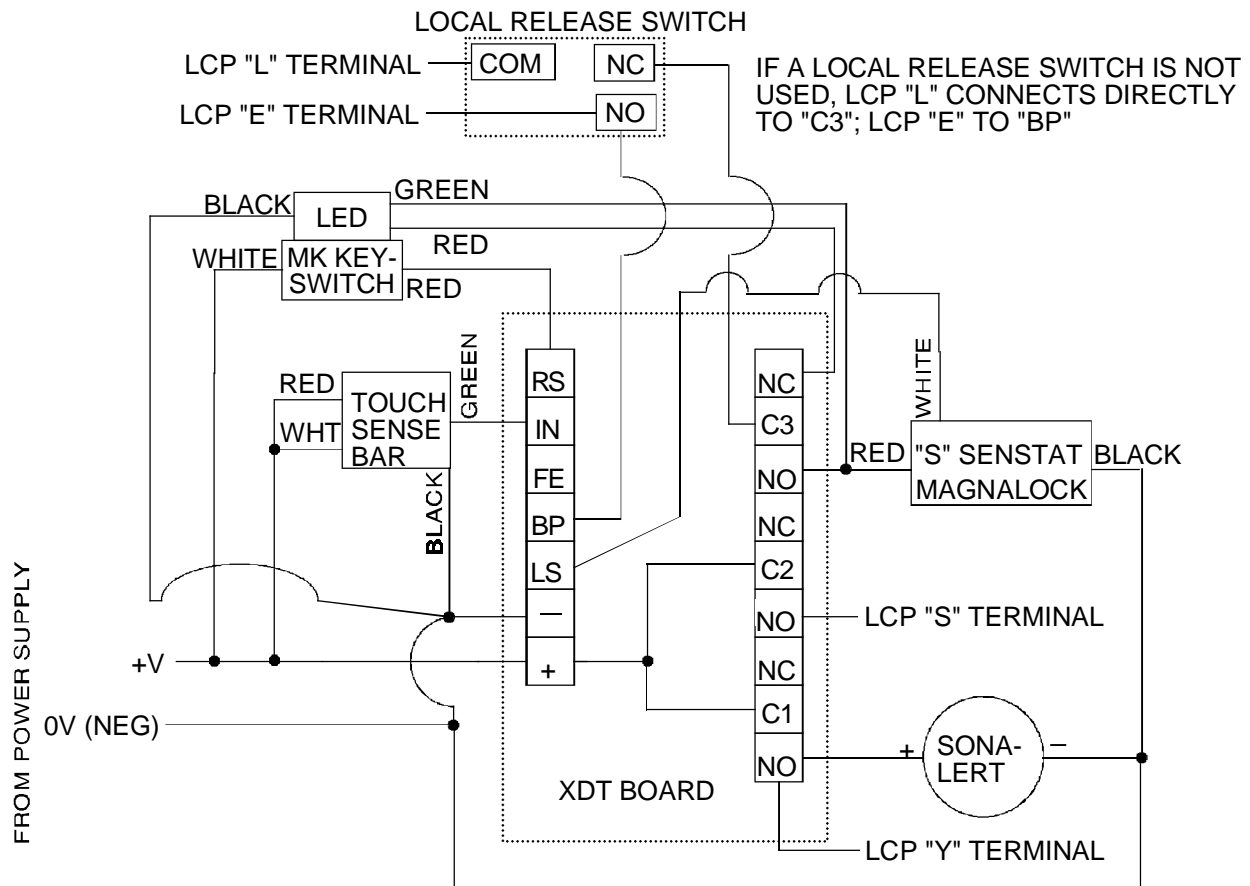 LOCAL RELEASE SWITCH
LCP "L" TERMINAL
COM
NC
LCP "E" TERMINAL
NO
IF A LOCAL RELEASE SWITCH IS NOT
USED, LCP "L" CONNECTS DIRECTLY
TO "C3"; LCP "E" TO "BP"
BLACK
LED
GREEN
RED
WHITE
MK KEY-
SWITCH
RED
RED
WHT
TOUCH
SENSE
BAR
GREEN
BLACK
RS
IN
FE
BP
LS
—
+
NC
C3
NO
NC
C2
NO
NC
C1
NO
XDT BOARD
WHITE
RED
"S" SENSTAT
MAGNALOCK
BLACK
LCP "S" TERMINAL
+
SONA-
LERT
—
LCP "Y" TERMINAL
FROM POWER SUPPLY
+V
0V (NEG)